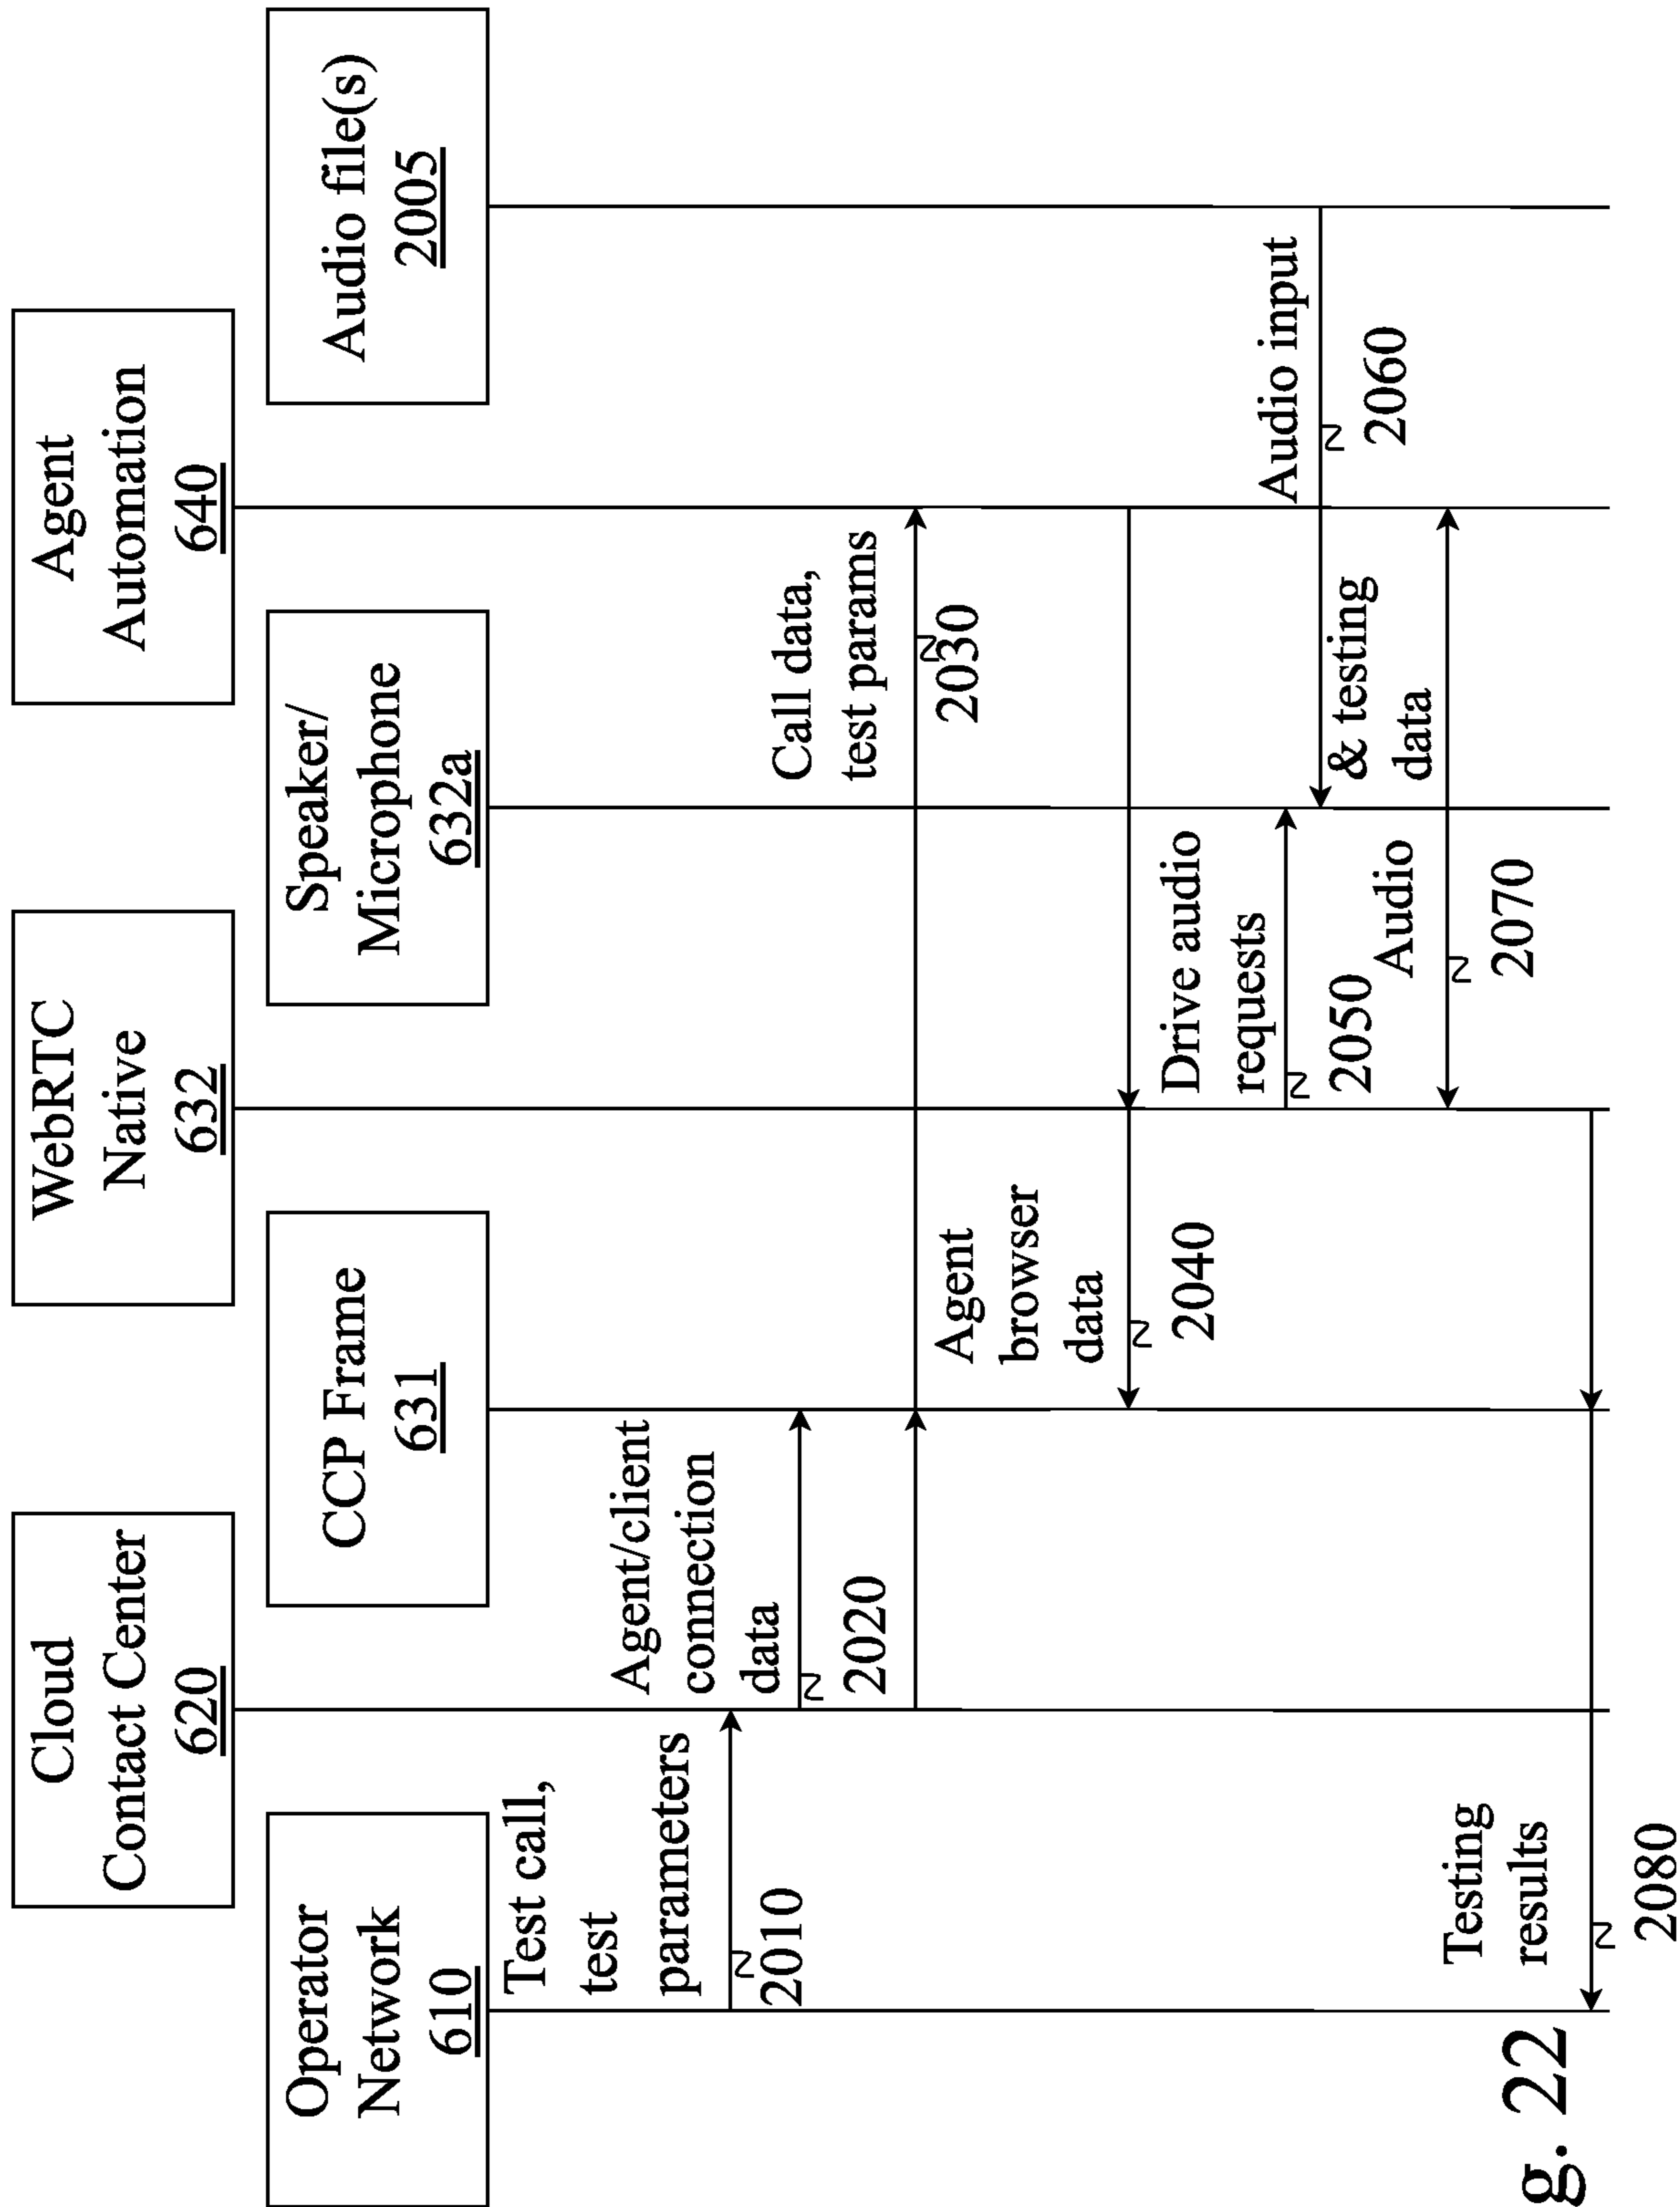 Cloud
Contact Center
620
WebRTC
Native
632
Agent
Automation
640
Operator
Network
610
CCP Frame
631
Speaker/
Microphone
632a
Audio file(s)
2005
Test call,
test
parameters
2010
Agent/client
connection
data
2020
Call data,
test params
2030
Agent
browser
data
2040
Drive audio
requests
2050
Audio input
2060
Audio
& testing
data
2070
Testing
results
2080
g. 22